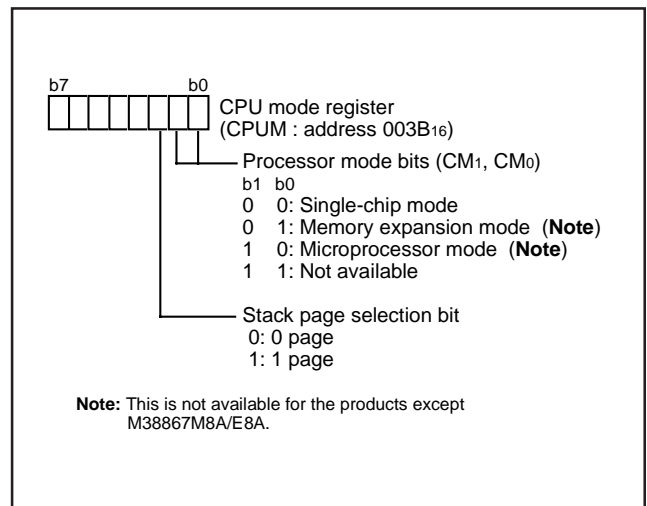 b7 b0
CPU mode register
(CPUM : address 003B16)
Processor mode bits (CM1, CM0)
b1 b0
0 0: Single-chip mode
0 1: Memory expansion mode (Note)
1 0: Microprocessor mode (Note)
1 1: Not available
Stack page selection bit
0: 0 page
1: 1 page
Note: This is not available for the products except
M38867M8A/E8A.